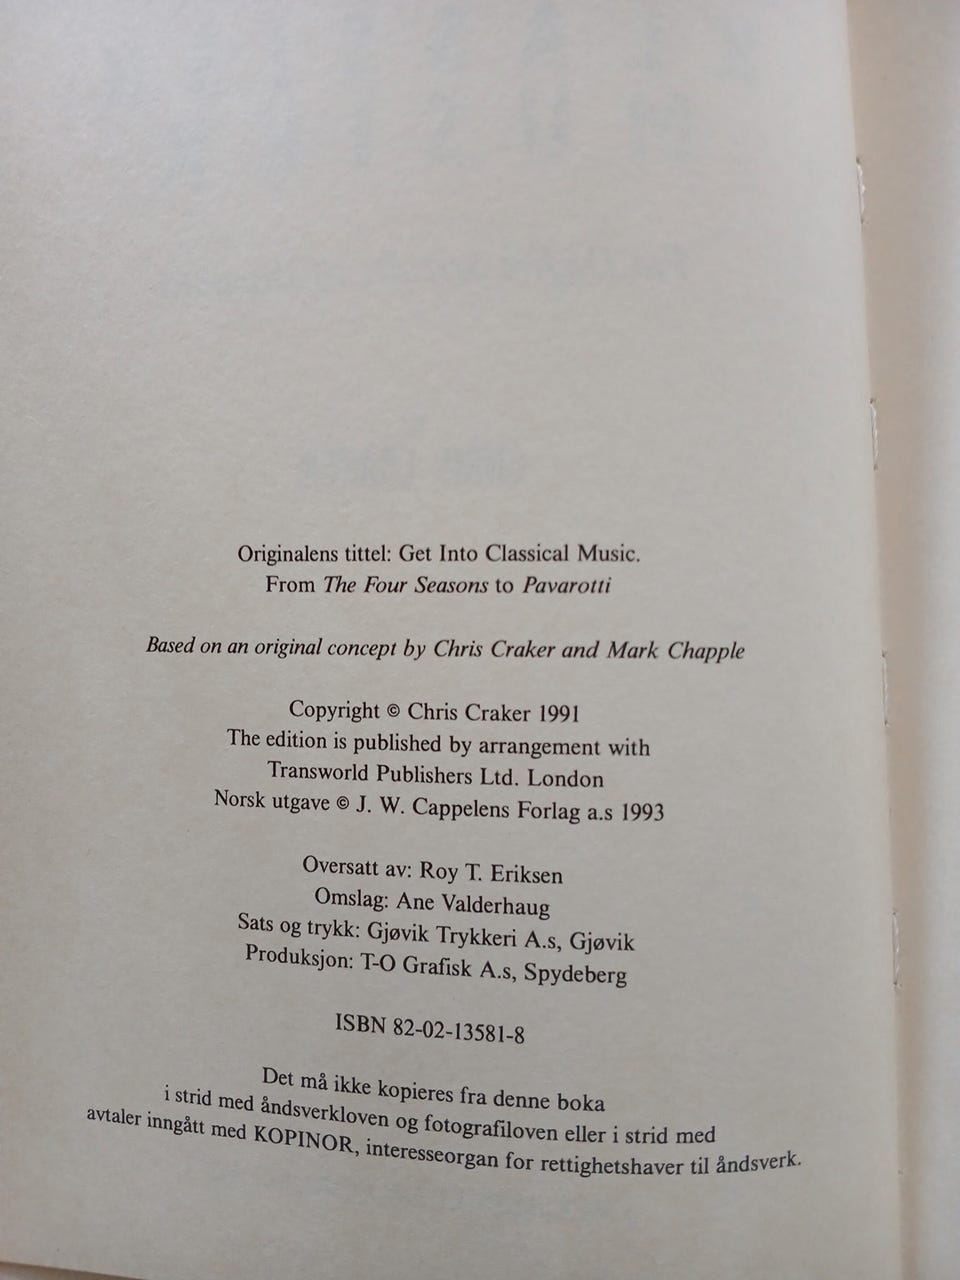 Originalens tittel: Get Into Classical Music.
From The Four Seasons to Pavarotti
Based on an original concept by Chris Craker and Mark Chapple
Copyright © Chris Craker 1991
The edition is published by arrangement with
Transworld Publishers Ltd. London
Norsk utgave © J. W. Cappelens Forlag a.s 1993
Oversatt av: Roy T. Eriksen
Omslag: Ane Valderhaug
Sats og trykk: Gjøvik Trykkeri A.s, Gjøvik
Produksjon: T-O Grafisk A.s, Spydeberg
ISBN 82-02-13581-8
Det må ikke kopieres fra denne boka
i strid med åndsverkloven og fotografiloven eller i strid med
avtaler inngått med KOPINOR, interesseorgan for rettighetshaver til åndsverk.